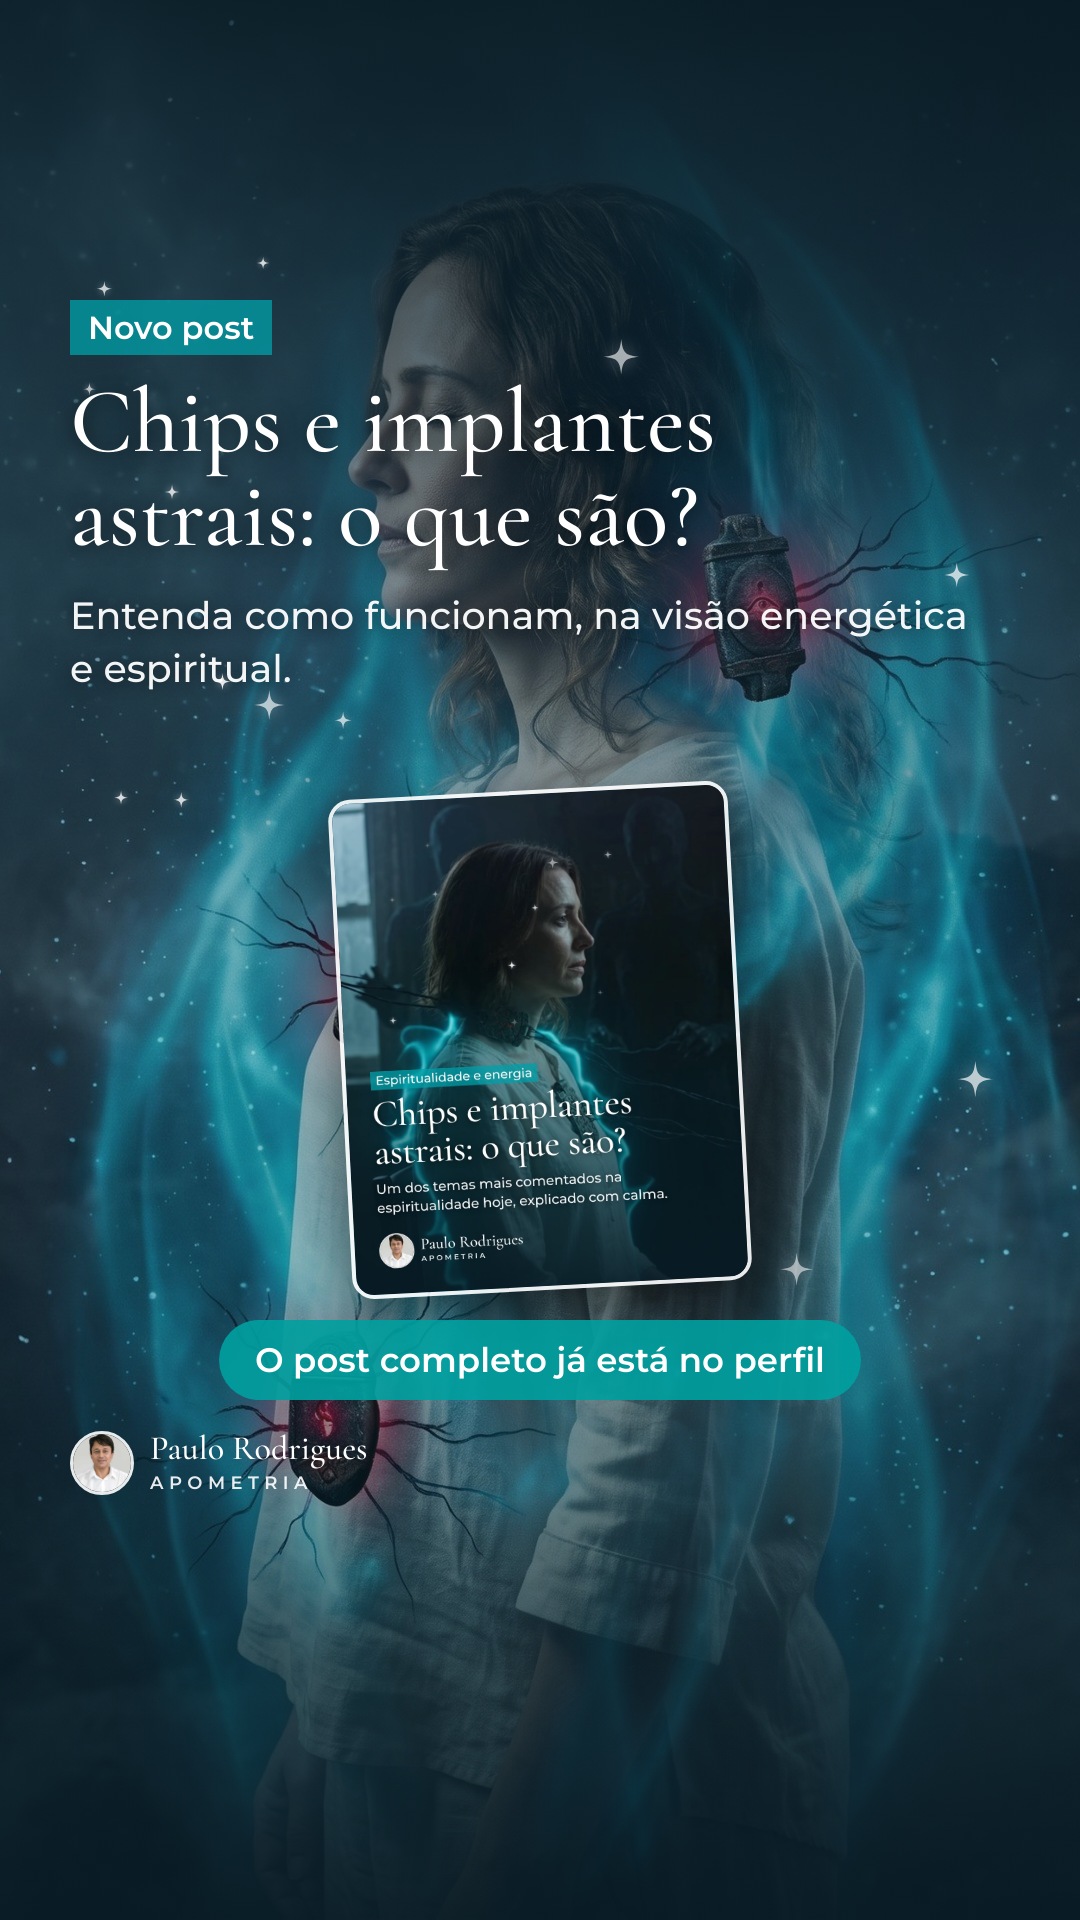 Novo post
Chips e implantes
astrais: o que são?
Entenda como funcionam, na visão energética
e espiritual.
Espiritualidade e energia
Chips e implantes
astrais: o que são?
Um dos temas mais comentados na
espiritualidade hoje, explicado com calma.
Paulo Rodrigues
APOMETRIA
O post completo já está no perfil
Paulo Rodrigues
APOMETRIA